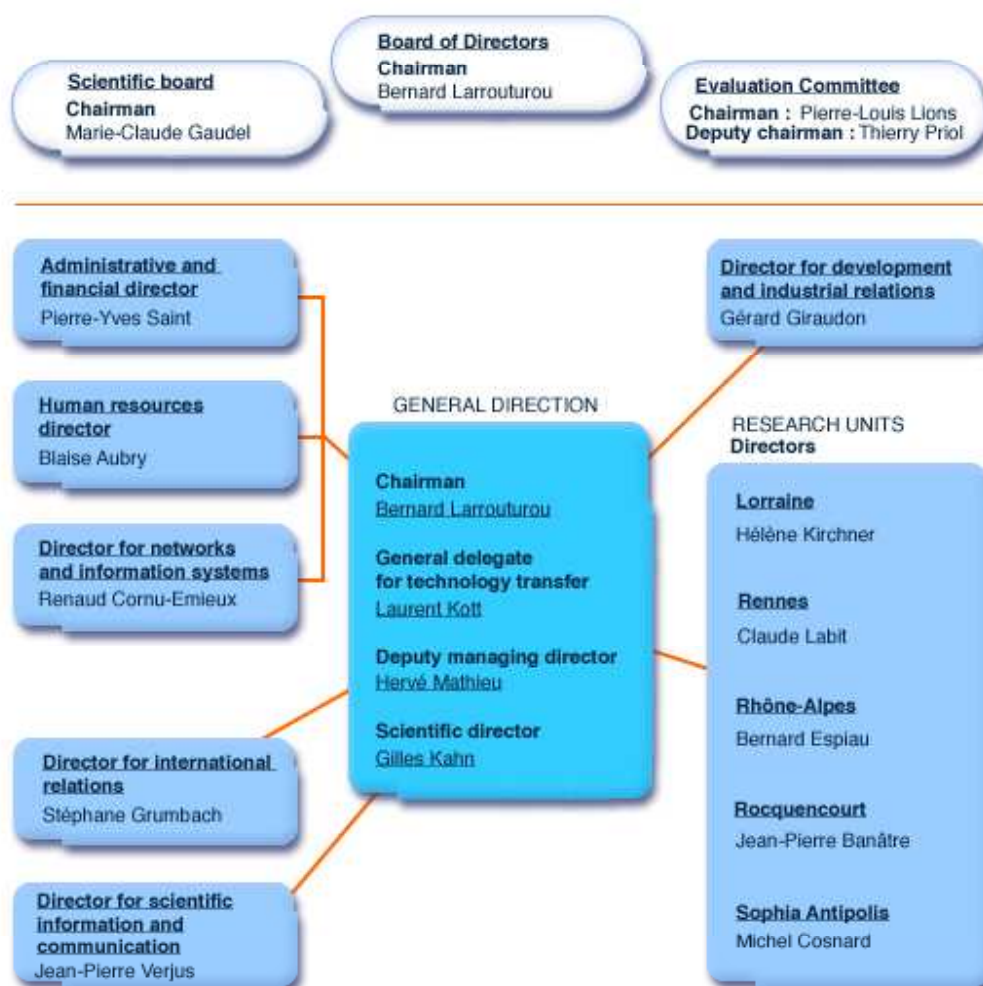 Board of Directors
Chairman
Bernard Larrouturou
Scientific board
Chairman
Marie-Claude Gaudel
Evaluation Committee
Chairman : Pierre-Louis Lions
Deputy chairman : Thierry Priol
Administrative and
financial director
Pierre-Yves Saint
Director for development
and industrial relations
Gérard Giraudon
Human resources
director
Blaise Aubry
Director for networks
and information systems
Renaud Cornu-Emieux
GENERAL DIRECTION
Chairman
Bernard Larrouturou
General delegate
for technology transfer
Laurent Kott
Deputy managing director
Hervé Mathieu
Scientific director
Gilles Kahn
RESEARCH UNITS
Directors
Lorraine
Hélène Kirchner
Rennes
Claude Labit
Rhône-Alpes
Bernard Espiau
Rocquencourt
Jean-Pierre Banâtre
Sophia Antipolis
Michel Cosnard
Director for international
relations
Stéphane Grumbach
Director for scientific
information and
communication
Jean-Pierre Verjus